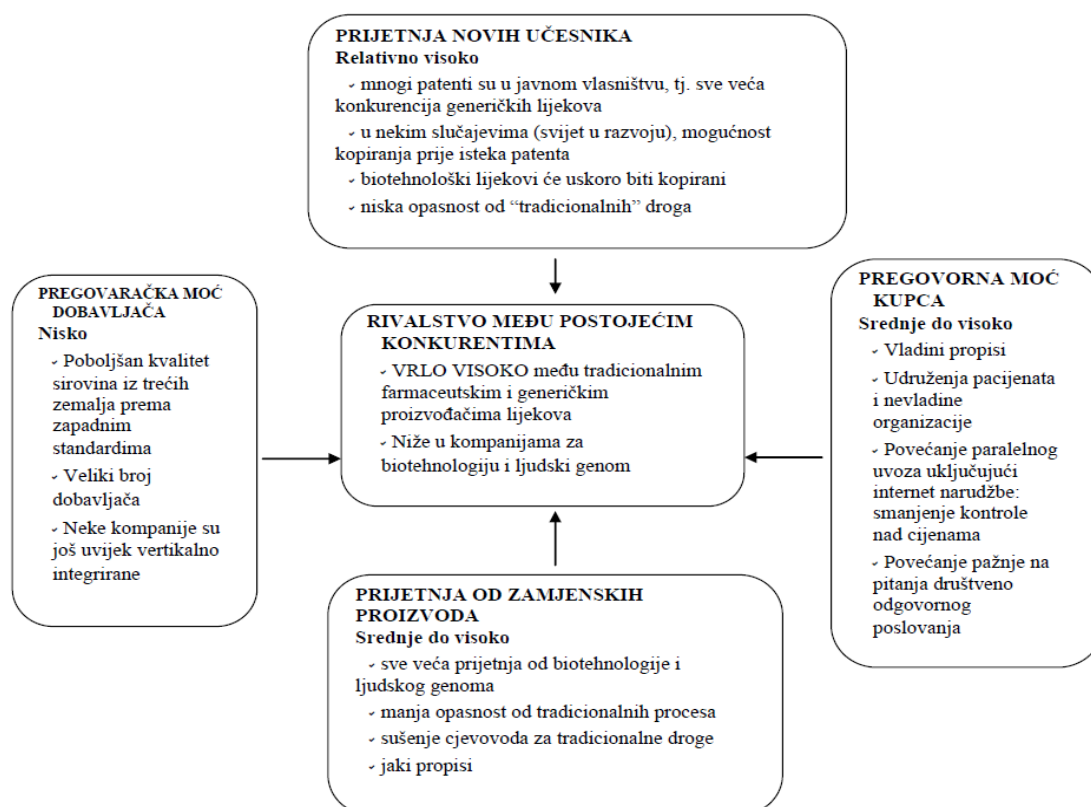 PRIJETNJA NOVIH UČESNIKA
Relativno visoko
✓ mnogi patenti su u javnom vlasništvu, tj. sve veća
konkurencija generičkih lijekova
✓ u nekim slučajevima (svijet u razvoju), mogućnost
kopiranja prije isteka patenta
✓ biotehnološki lijekovi će uskoro biti kopirani
✓ niska opasnost od “tradicionalnih” droga
PREGOVARAČKA MOĆ
DOBAVLJAČA
Nisko
✓ Poboljšan kvalitet
sirovina iz trećih
zemalja prema
zapadnim
standardima
✓ Veliki broj
dobavljača
✓ Neke kompanije su
još uvijek vertikalno
integrirane
RIVALSTVO MEĐU POSTOJEĆIM
KONKURENTIMA
✓ VRLO VISOKO među tradicionalnim
farmaceutskim i generičkim
proizvođačima lijekova
✓ Niže u kompanijama za
biotehnologiju i ljudski genom
PREGOVORNA MOĆ
KUPCA
Srednje do visoko
✓ Vladini propisi
✓ Udruženja pacijenata
i nevladine
organizacije
✓ Povećanje paralelnog
uvoza uključujući
internet narudžbe:
smanjenje kontrole
nad cijenama
✓ Povećanje pažnje na
pitanja društveno
odgovornog
poslovanja
PRIJETNJA OD ZAMJENSKIH
PROIZVODA
Srednje do visoko
✓ sve veća prijetnja od biotehnologije i
ljudskog genoma
✓ manja opasnost od tradicionalnih procesa
✓ sušenje cjevovoda za tradicionalne droge
✓ jaki propisi